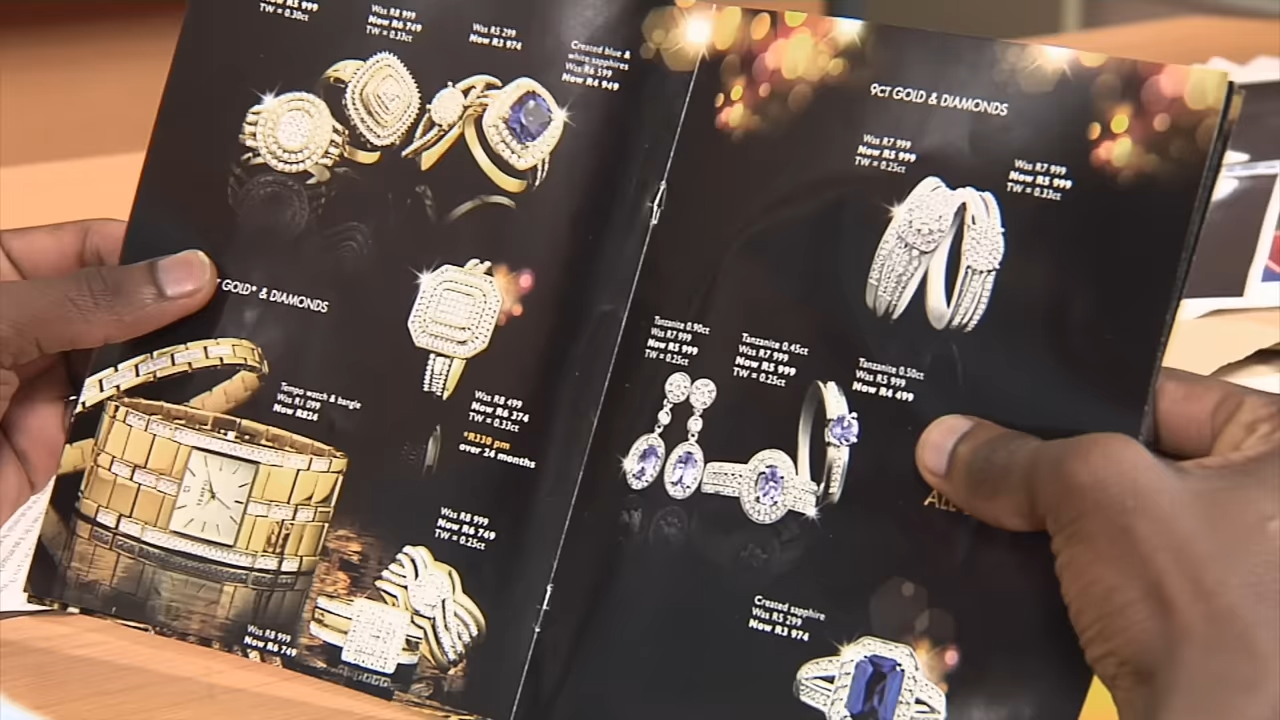 R5 999
TW = 0.30ct
Was R8 999
Now R6 749
TW = 0.33ct
Was R5 299
Now R3 974
Created blue &
white sapphires
Was R6 599
Now R4 949
GOLD* & DIAMONDS
Tempo watch & bangle
Was R1 099
Now R824
TEMPO
Was R8 499
Now R6 374
TW = 0.33ct
*R330 pm
over 24 months
Was R8 999
Now R6 749
TW = 0.25ct
Was R8 999
Now R6 749
9CT GOLD & DIAMONDS
Was R7 999
Now R5 999
TW = 0.25ct
Was R7 999
Now R5 999
TW = 0.33ct
Tanzanite 0.90ct
Was R7 999
Now R5 999
TW = 0.25ct
Tanzanite 0.45ct
Was R7 999
Now R5 999
TW = 0.25ct
Tanzanite 0.50ct
Was R5 999
Now R4 499
ALL
Created sapphire
Was R5 299
Now R3 974